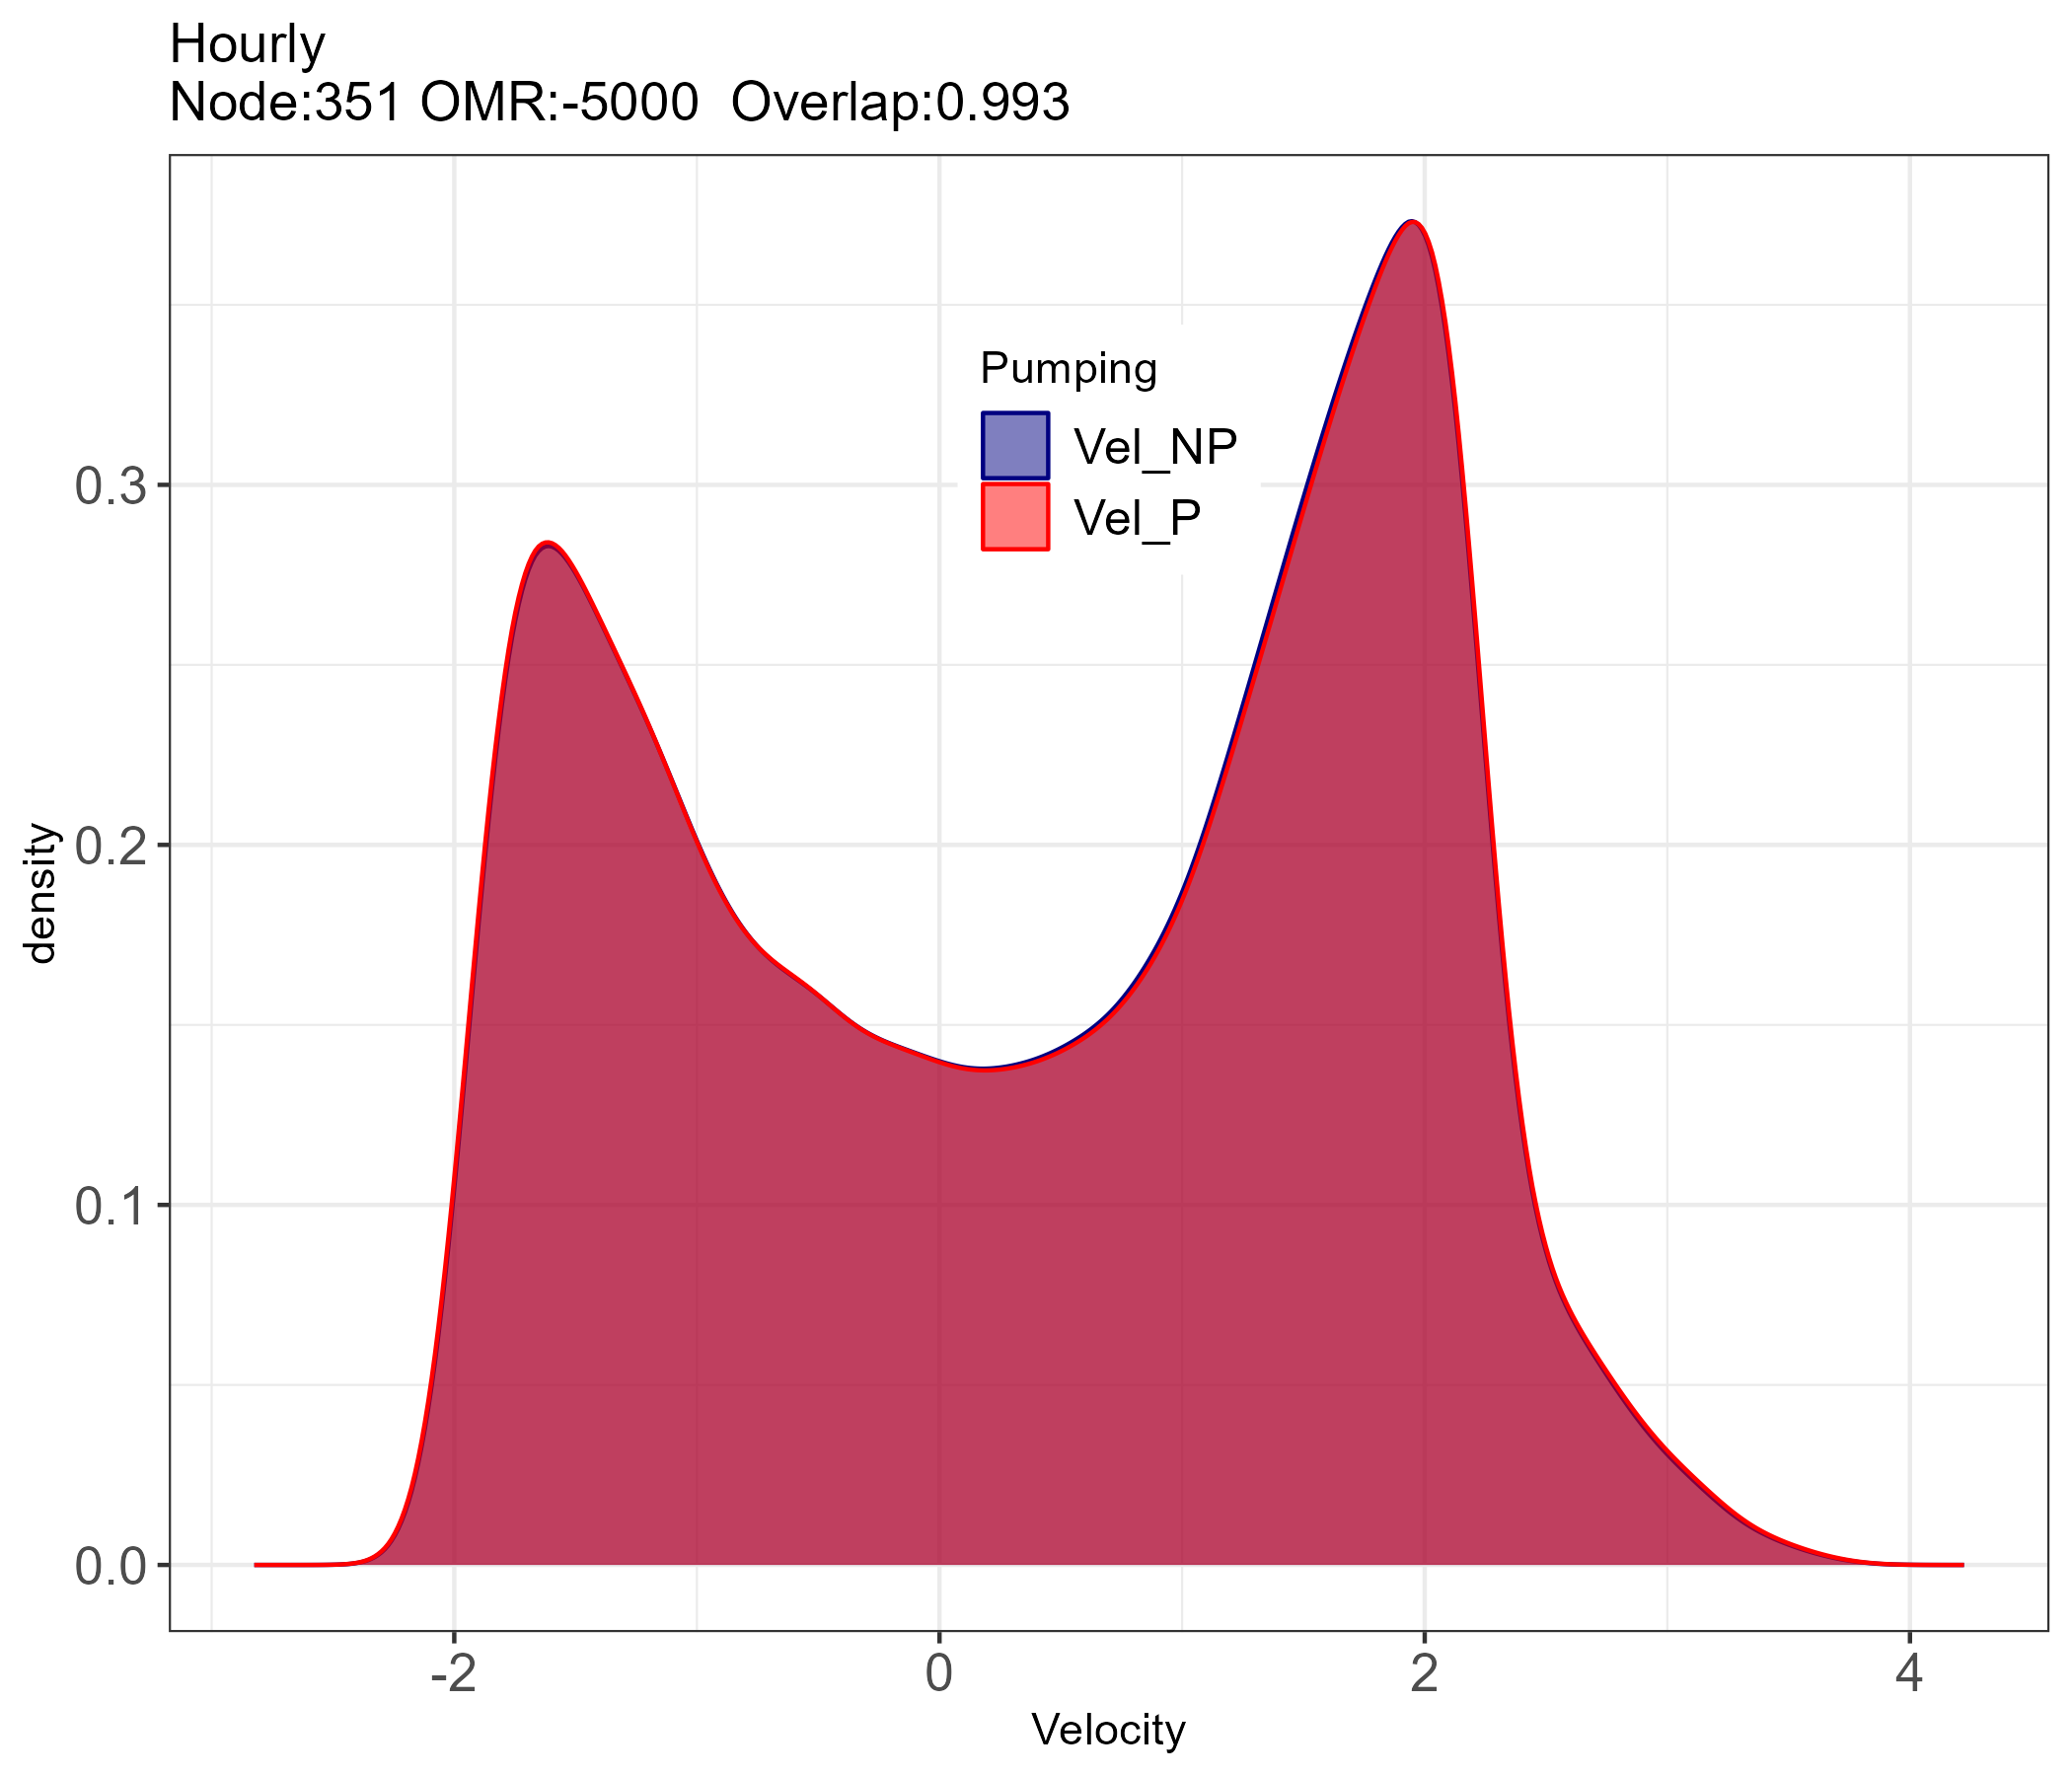 Hourly
Node:351 OMR:-5000  Overlap:0.993
Pumping
Vel_NP
Vel_P
density
0.3
0.2
0.1
0.0
-2
0
2
4
Velocity